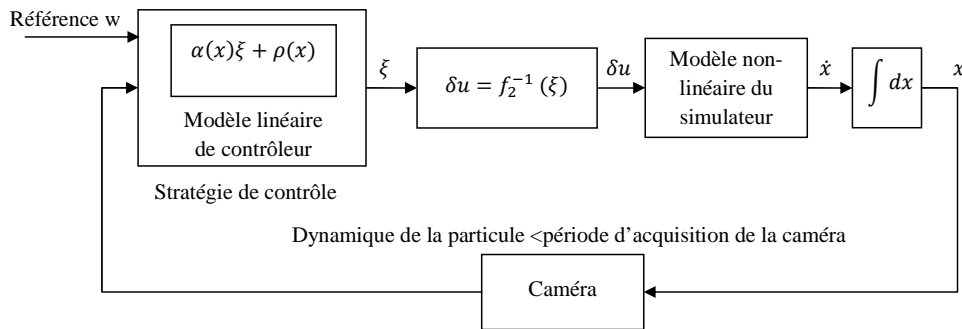 Référence w
α(x)ξ + ρ(x)
Modèle linéaire
de contrôleur
Stratégie de contrôle
ξ
δu = f₂⁻¹ (ξ)
δu
Modèle non-
linéaire du
simulateur
ẋ
∫ dx
x
Dynamique de la particule <période d’acquisition de la caméra
Caméra